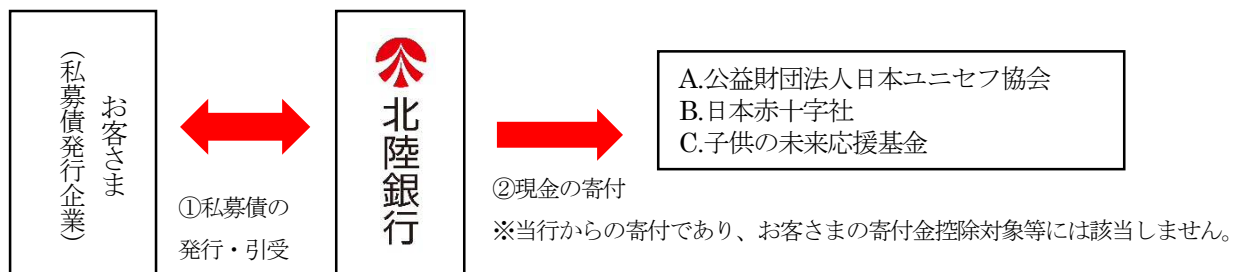 お客さま
（私募債発行企業）
①私募債の
発行・引受
北陸銀行
②現金の寄付
※当行からの寄付であり、お客さまの寄付金控除対象等には該当しません。
A.公益財団法人日本ユニセフ協会
B.日本赤十字社
C.子供の未来応援基金